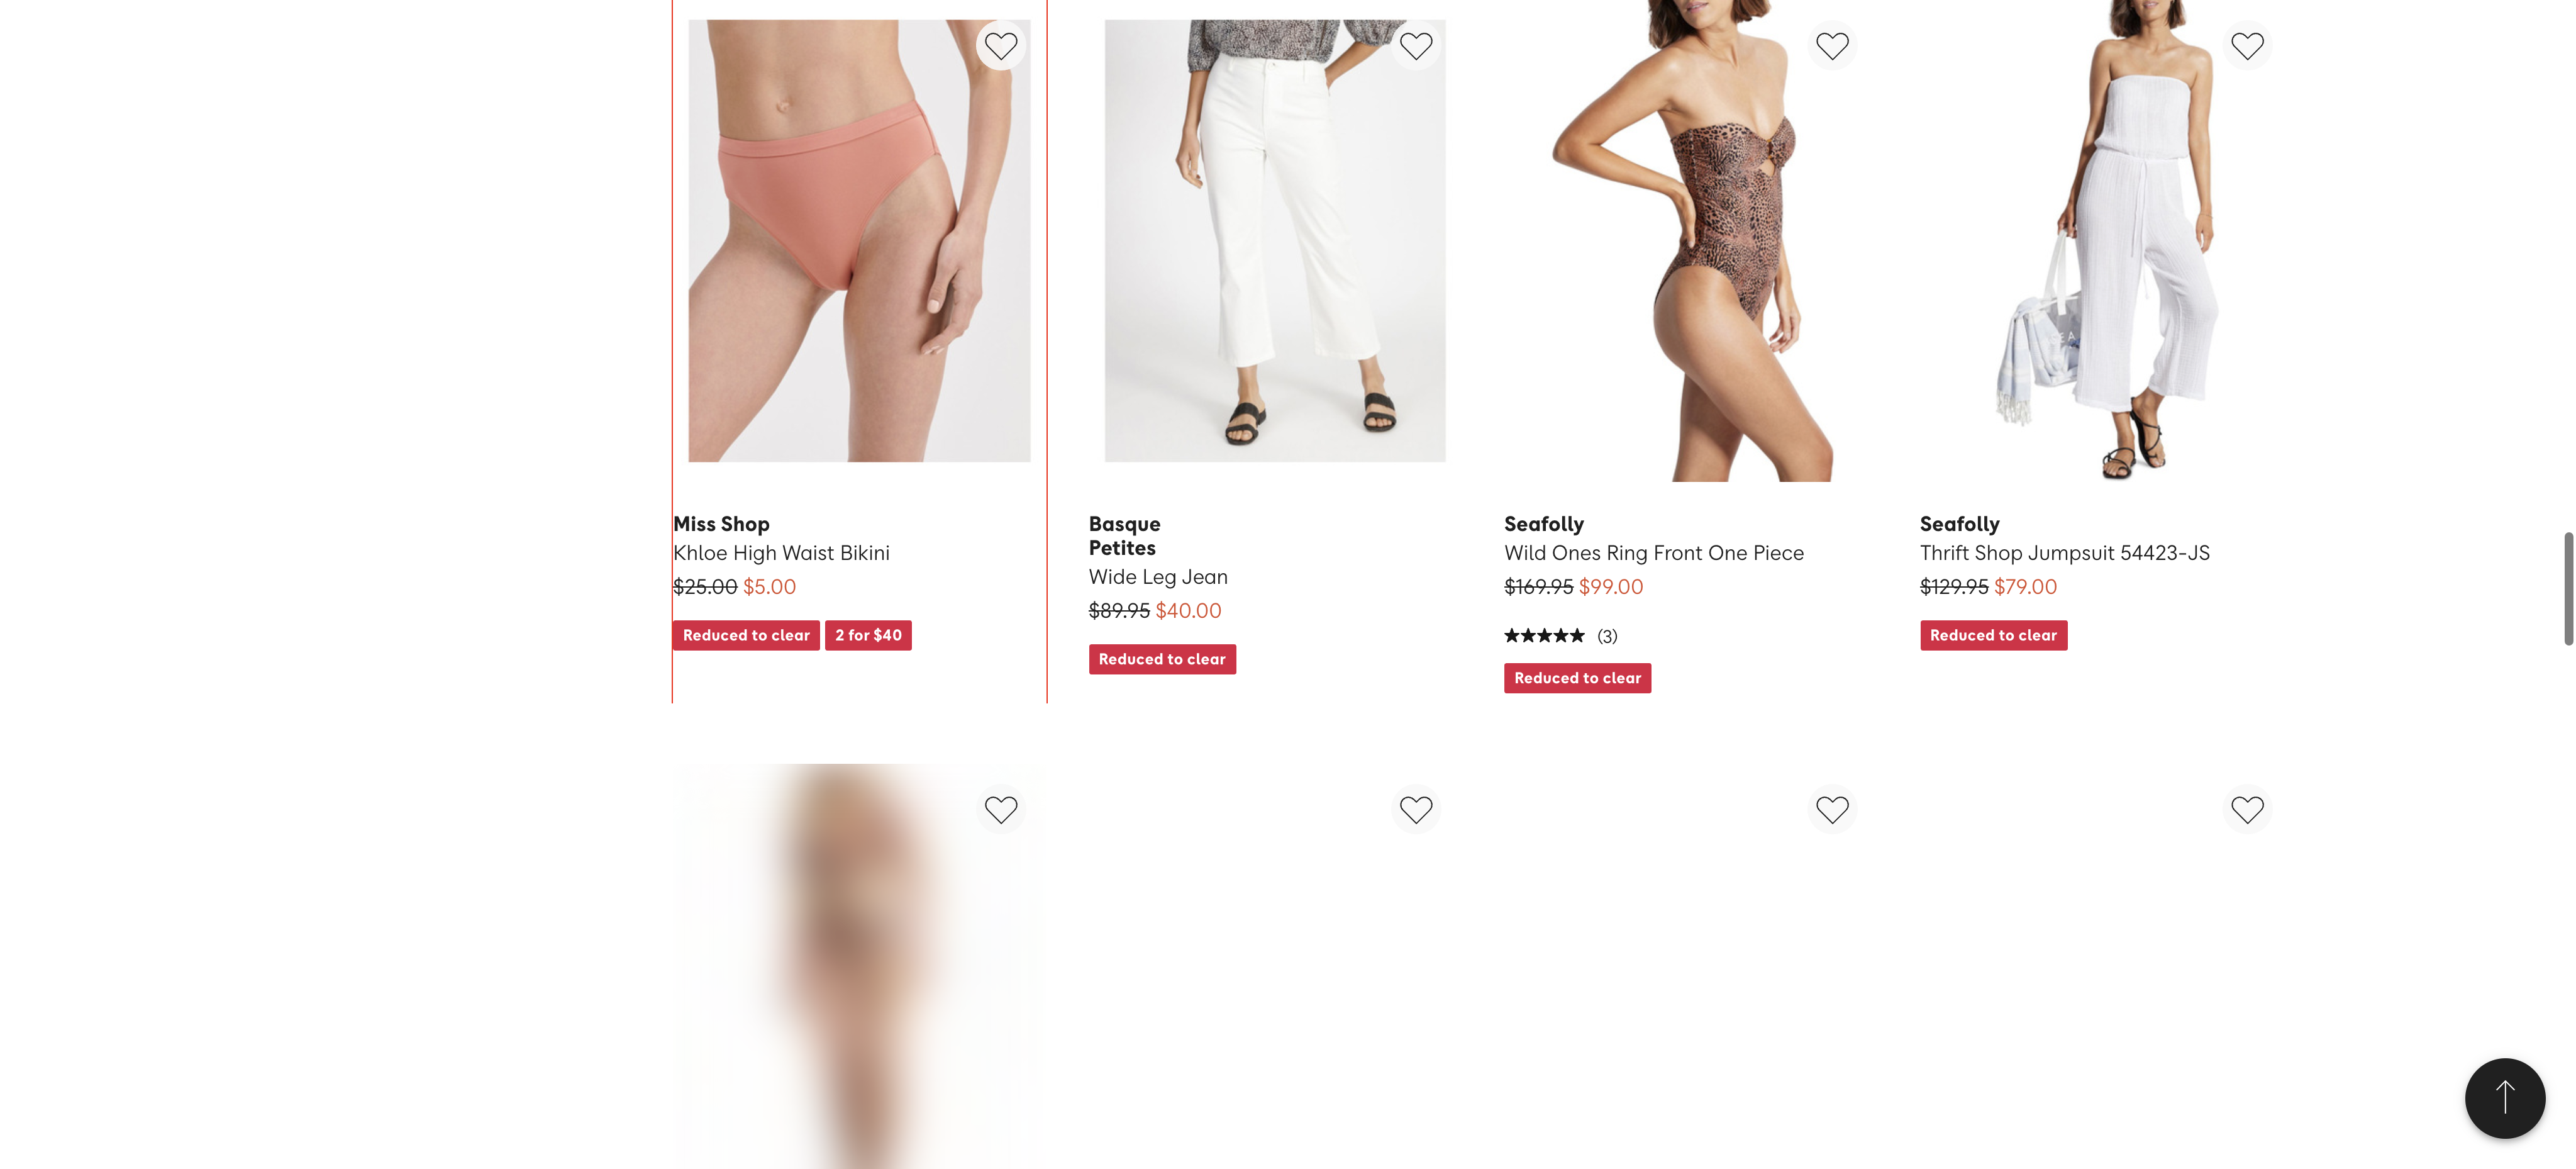 Miss Shop
Khloe High Waist Bikini
$25.00 $5.00
Reduced to clear 2 for $40
Basque
Petites
Wide Leg Jean
$89.95 $40.00
Reduced to clear
Seafolly
Wild Ones Ring Front One Piece
$169.95 $99.00
★★★★★ (3)
Reduced to clear
Seafolly
Thrift Shop Jumpsuit 54423-JS
$129.95 $79.00
Reduced to clear